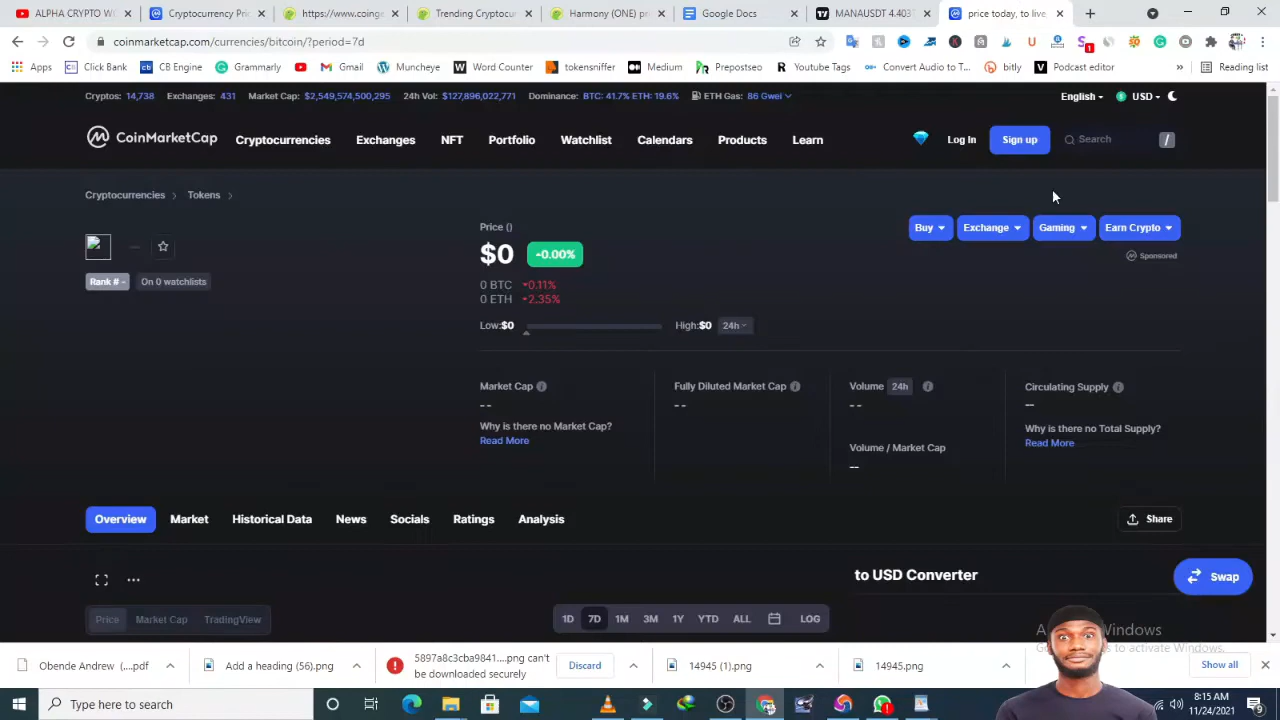 ALPHA CRYPTO W
Cryptocurrency Pr
https://www.coinge
Trending Cryptocur
Harmony (ONE) pr
Google Docs
MANAUSDT 4.403
price today, to live
coinmarketcap.com/currencies/bitcoin/?period=7d
Apps
Click Bank
CB Engine
Grammarly
Gmail
Muncheye
Word Counter
tokensniffer
Medium
Prepostseo
Youtube Tags
Convert Audio to T...
bitly
Podcast editor
»
Reading list
Cryptos: 14,738 Exchanges: 431 Market Cap: $2,549,574,500,295 24h Vol: $127,896,022,771 Dominance: BTC: 41.7% ETH: 19.6% ETH Gas: 86 Gwei
English USD
CoinMarketCap
Cryptocurrencies Exchanges NFT Portfolio Watchlist Calendars Products Learn
Log In Sign up Search /
Cryptocurrencies > Tokens >
Price ()
Buy Exchange Gaming Earn Crypto
$0 -0.00%
Sponsored
Rank # - On 0 watchlists
0 BTC 0.11%
0 ETH 2.35%
Low:$0 High:$0 24h
Market Cap
- -
Why is there no Market Cap?
Read More
Fully Diluted Market Cap
- -
Volume 24h
- -
Volume / Market Cap
--
Circulating Supply
--
Why is there no Total Supply?
Read More
Overview Market Historical Data News Socials Ratings Analysis
Share
to USD Converter
Swap
Price Market Cap TradingView
1D 7D 1M 3M 1Y YTD ALL LOG
Obende Andrew (....pdf
Add a heading (56).png
5897a8c3cba9841....png can't
be downloaded securely
Discard
14945 (1).png
14945.png
Show all
Type here to search
8:15 AM
11/24/2021